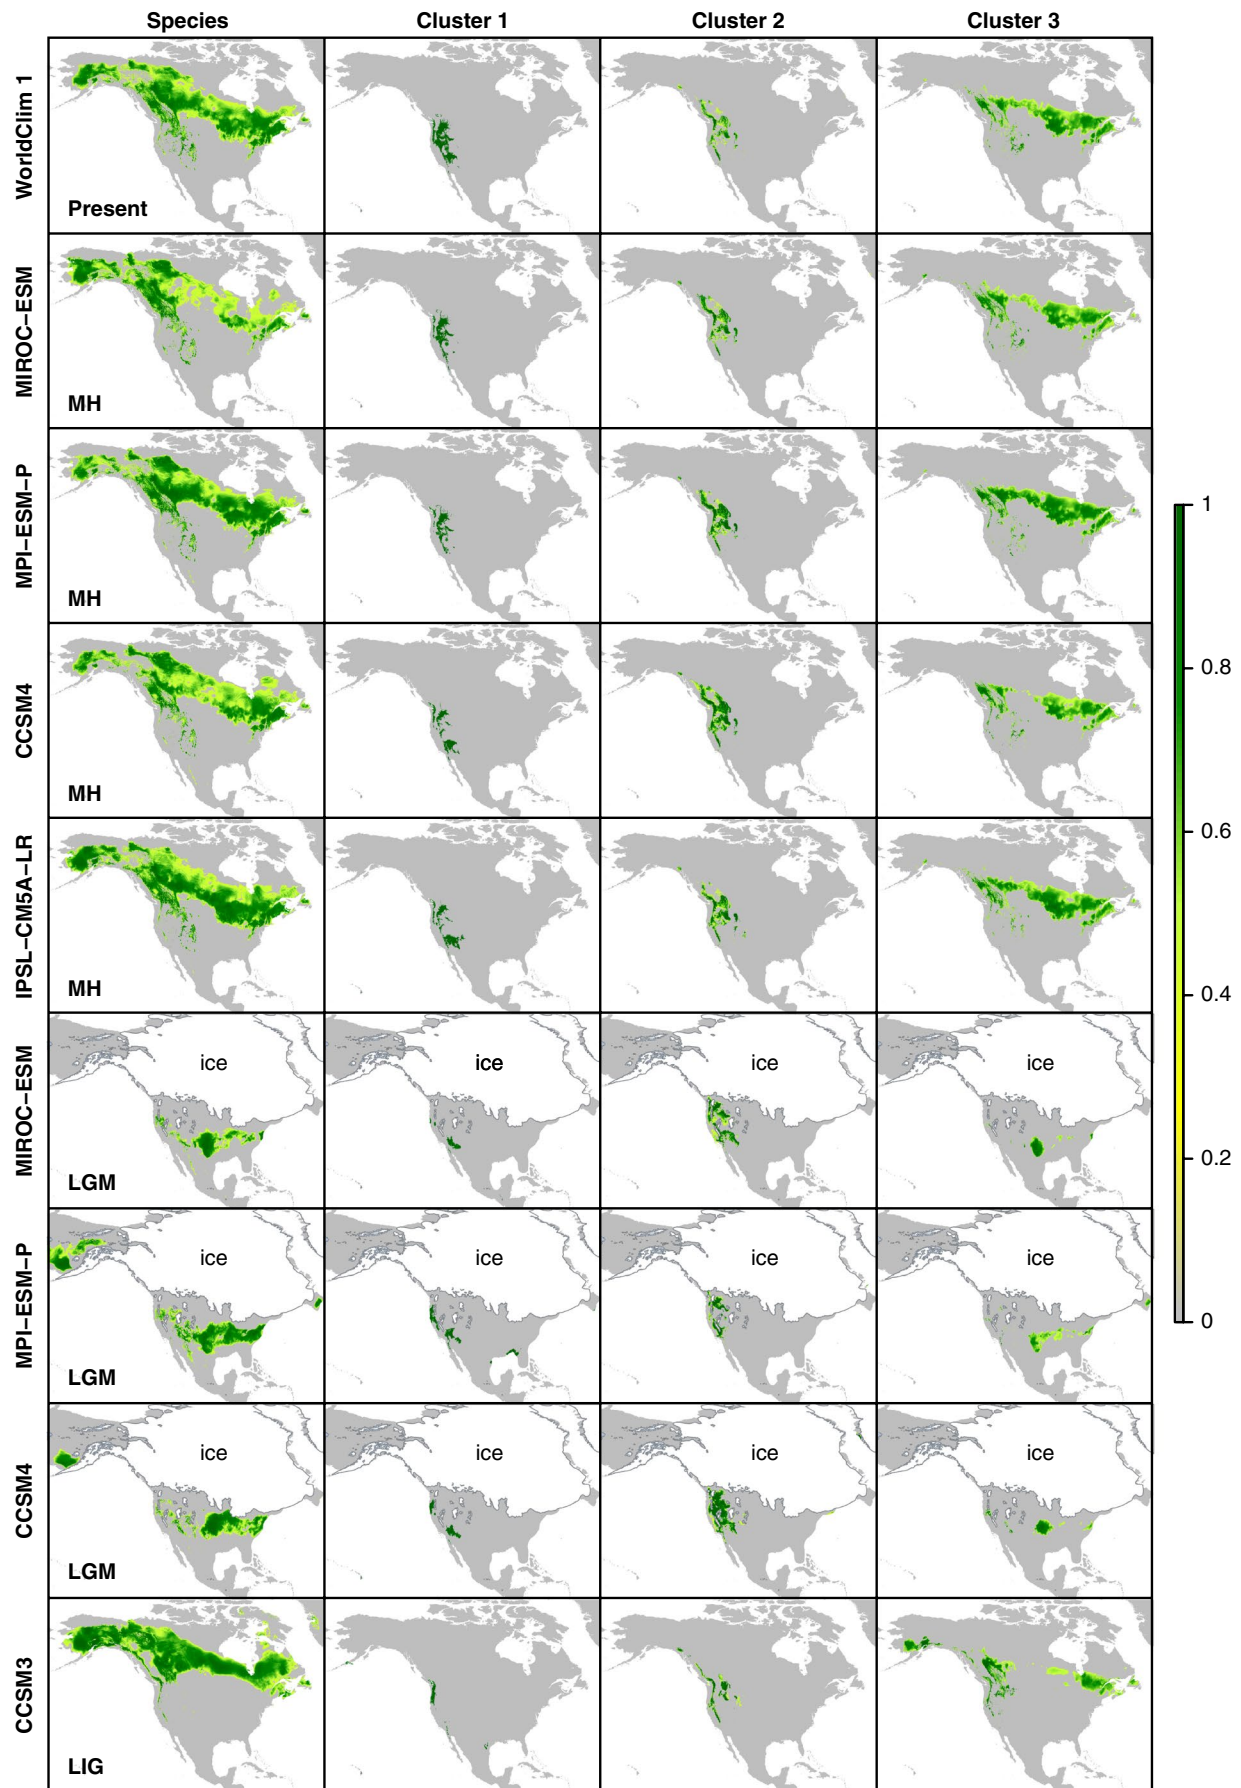 Species Cluster 1 Cluster 2 Cluster 3
WorldClim 1
Present
MIROC–ESM
MH
MPI–ESM–P
MH
CCSM4
MH
IPSL–CM5A–LR
MH
MIROC–ESM
ice ice ice ice
LGM
MPI–ESM–P
ice ice ice ice
LGM
CCSM4
ice ice ice ice
LGM
CCSM3
LIG
1
0.8
0.6
0.4
0.2
0